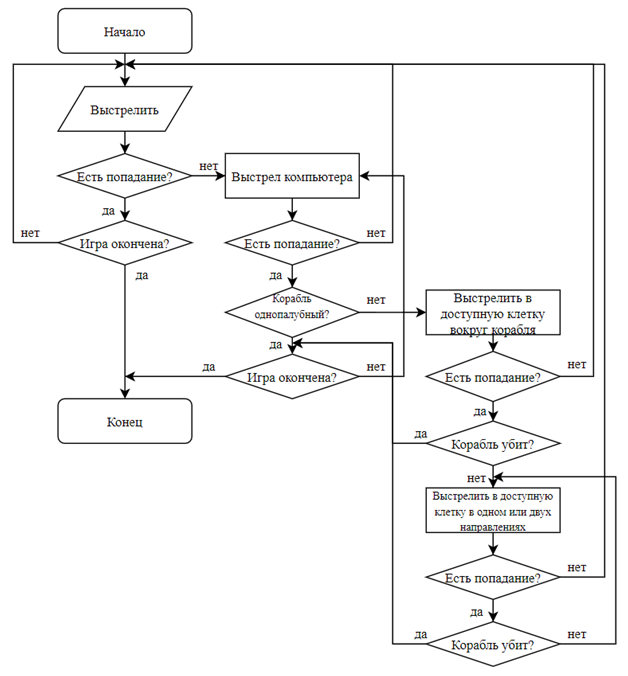 Начало
Выстрелить
Есть попадание?
нет
Выстрел компьютера
да
нет
Игра окончена?
Есть попадание?
нет
да
да
Корабль
однопалубный?
нет
Выстрелить в
доступную клетку
вокруг корабля
да
да
Игра окончена?
нет
Есть попадание?
нет
Конец
да
да
Корабль убит?
нет
Выстрелить в доступную
клетку в одном или двух
направлениях
Есть попадание?
нет
да
да
Корабль убит?
нет